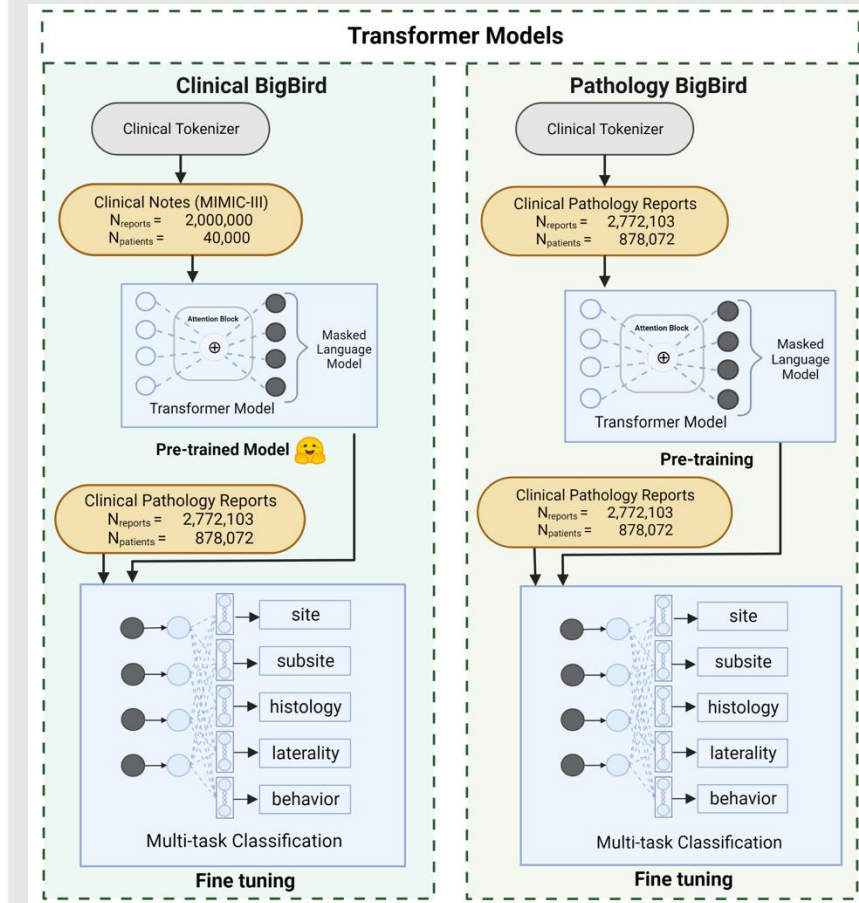 Transformer Models
Clinical BigBird
Clinical Tokenizer
Clinical Notes (MIMIC-III)
Nreports = 2,000,000
Npatients = 40,000
Attention Block
⊕
Masked
Language
Model
Transformer Model
Pre-trained Model 🤗
Clinical Pathology Reports
Nreports = 2,772,103
Npatients = 878,072
site
subsite
histology
laterality
behavior
Multi-task Classification
Fine tuning
Pathology BigBird
Clinical Tokenizer
Clinical Pathology Reports
Nreports = 2,772,103
Npatients = 878,072
Attention Block
⊕
Masked
Language
Model
Transformer Model
Pre-training
Clinical Pathology Reports
Nreports = 2,772,103
Npatients = 878,072
site
subsite
histology
laterality
behavior
Multi-task Classification
Fine tuning